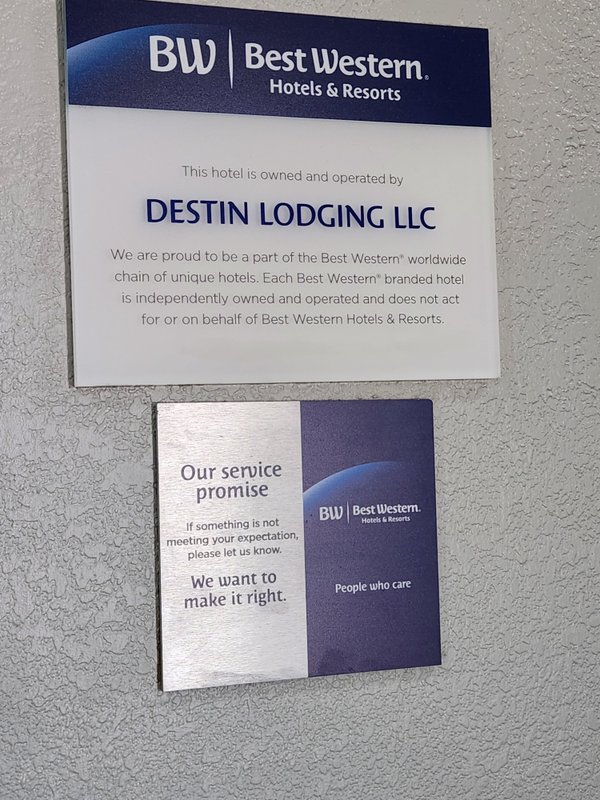 BW | Best Western®
Hotels & Resorts
This hotel is owned and operated by
DESTIN LODGING LLC
We are proud to be a part of the Best Western® worldwide
chain of unique hotels. Each Best Western® branded hotel
is independently owned and operated and does not act
for or on behalf of Best Western Hotels & Resorts.
Our service
promise
If something is not
meeting your expectation,
please let us know.
We want to
make it right.
BW | Best Western®
Hotels & Resorts
People who care